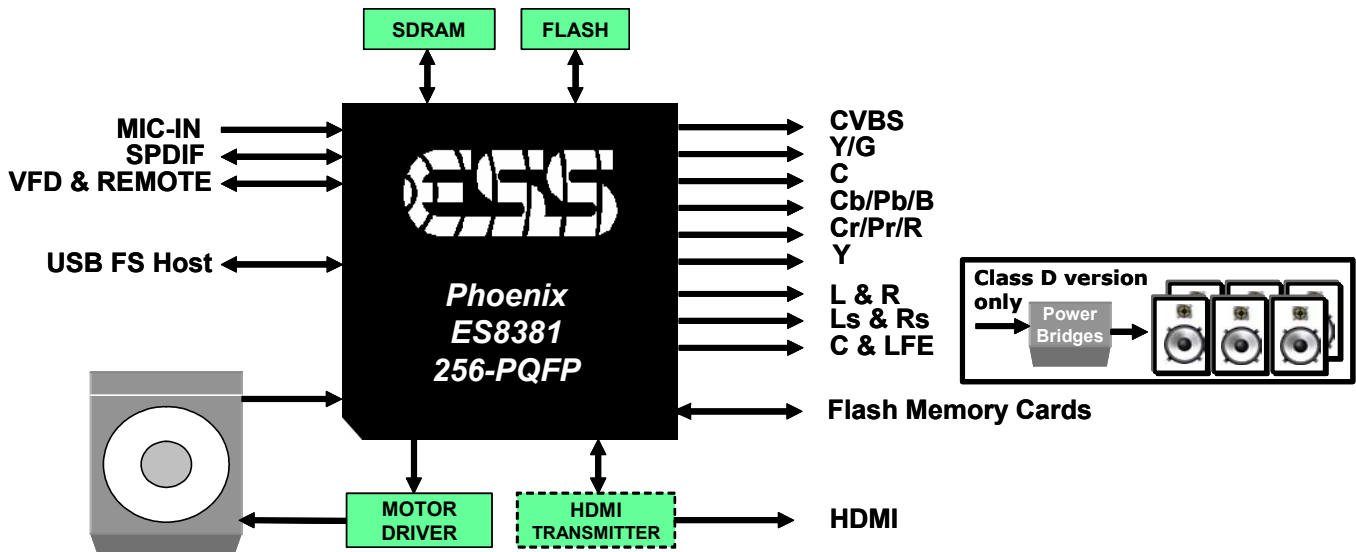 SDRAM
FLASH
MIC-IN
SPDIF
VFD & REMOTE
USB FS Host
ESS
Phoenix
ES8381
256-PQFP
CVBS
Y/G
C
Cb/Pb/B
Cr/Pr/R
Y
L & R
Ls & Rs
C & LFE
Class D version
only
Power
Bridges
Flash Memory Cards
MOTOR
DRIVER
HDMI
TRANSMITTER
HDMI